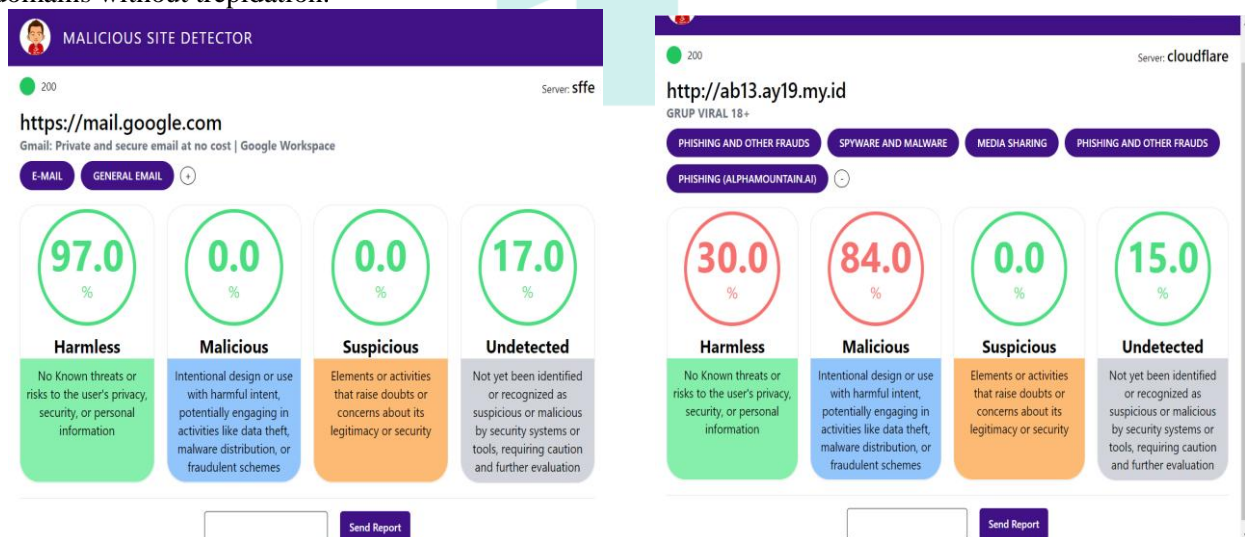 domains without trepidation.
MALICIOUS SITE DETECTOR
200
Server: sffe
https://mail.google.com
Gmail: Private and secure email at no cost | Google Workspace
E-MAIL
GENERAL EMAIL
+
97.0
%
0.0
%
0.0
%
17.0
%
Harmless
Malicious
Suspicious
Undetected
No Known threats or
risks to the user's privacy,
security, or personal
information
Intentional design or use
with harmful intent,
potentially engaging in
activities like data theft,
malware distribution, or
fraudulent schemes
Elements or activities
that raise doubts or
concerns about its
legitimacy or security
Not yet been identified
or recognized as
suspicious or malicious
by security systems or
tools, requiring caution
and further evaluation
Send Report
200
Server: cloudflare
http://ab13.ay19.my.id
GRUP VIRAL 18+
PHISHING AND OTHER FRAUDS
SPYWARE AND MALWARE
MEDIA SHARING
PHISHING AND OTHER FRAUDS
PHISHING (ALPHAMOUNTAIN.AI)
-
30.0
%
84.0
%
0.0
%
15.0
%
Harmless
Malicious
Suspicious
Undetected
No Known threats or
risks to the user's privacy,
security, or personal
information
Intentional design or use
with harmful intent,
potentially engaging in
activities like data theft,
malware distribution, or
fraudulent schemes
Elements or activities
that raise doubts or
concerns about its
legitimacy or security
Not yet been identified
or recognized as
suspicious or malicious
by security systems or
tools, requiring caution
and further evaluation
Send Report